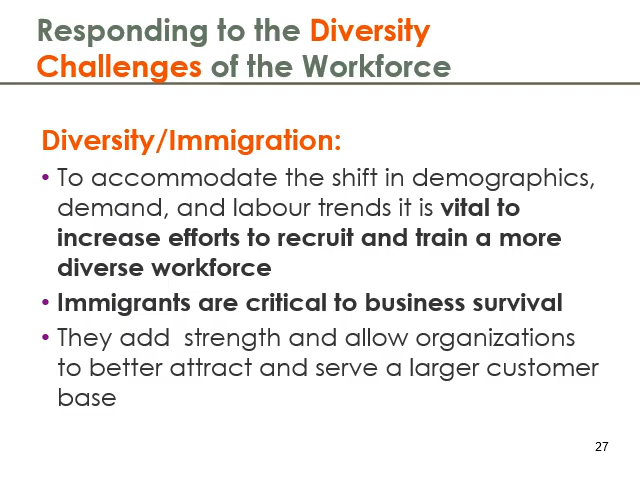 Responding to the Diversity
Challenges of the Workforce
Diversity/Immigration:
• To accommodate the shift in demographics,
demand, and labour trends it is vital to
increase efforts to recruit and train a more
diverse workforce
• Immigrants are critical to business survival
• They add  strength and allow organizations
to better attract and serve a larger customer
base
27